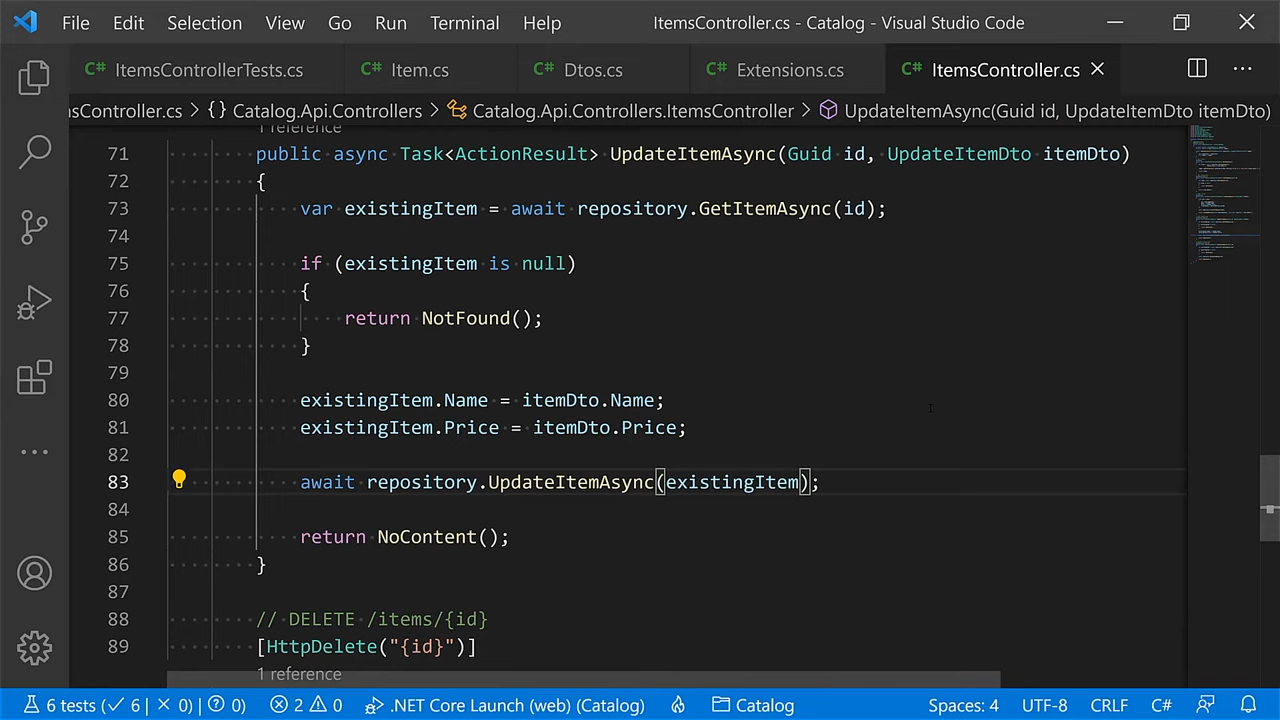 File Edit Selection View Go Run Terminal Help ItemsController.cs - Catalog - Visual Studio Code
C# ItemsControllerTests.cs C# Item.cs C# Dtos.cs C# Extensions.cs C# ItemsController.cs
msController.cs > {} Catalog.Api.Controllers > Catalog.Api.Controllers.ItemsController > UpdateItemAsync(Guid id, UpdateItemDto itemDto)
1 reference
71 public async Task<ActionResult> UpdateItemAsync(Guid id, UpdateItemDto itemDto)
72 {
73 var existingItem = await repository.GetItemAsync(id);
74
75 if (existingItem is null)
76 {
77 return NotFound();
78 }
79
80 existingItem.Name = itemDto.Name;
81 existingItem.Price = itemDto.Price;
82
83 await repository.UpdateItemAsync(existingItem);
84
85 return NoContent();
86 }
87
88 // DELETE /items/{id}
89 [HttpDelete("{id}")]
1 reference
6 tests (✓ 6 | ✕ 0) | ? 0) 2 0 .NET Core Launch (web) (Catalog) Catalog Spaces: 4 UTF-8 CRLF C#